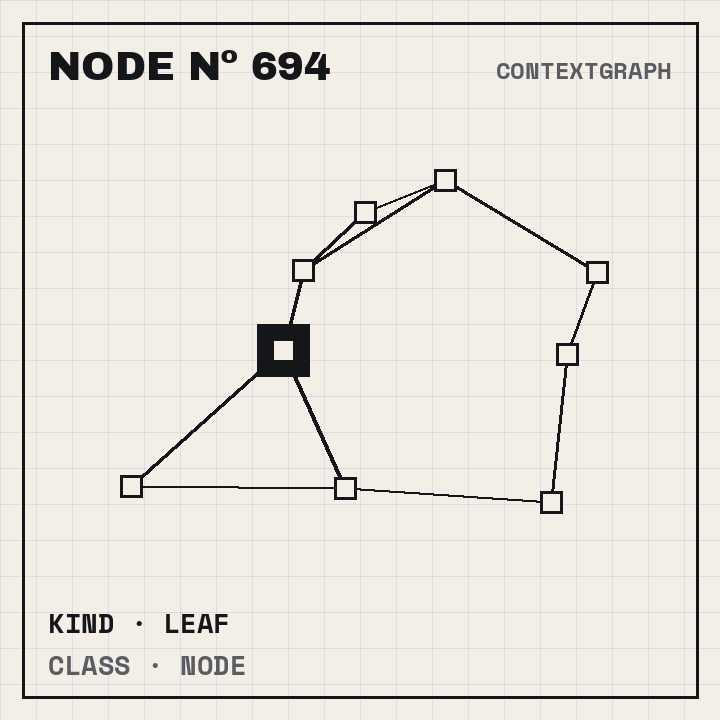 NODE Nº 694
CONTEXTGRAPH
KIND · LEAF
CLASS · NODE